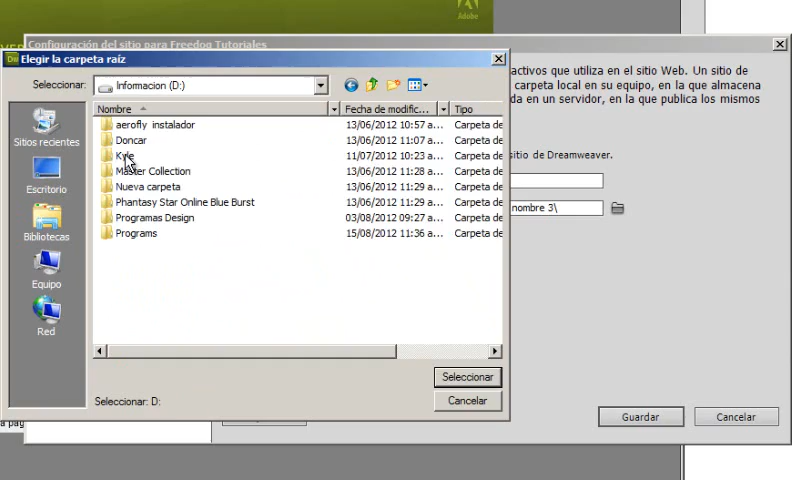 Adobe
Configuración del sitio para Freedog Tutoriales
Dw Elegir la carpeta raíz
activos que utiliza en el sitio Web. Un sitio de
carpeta local en su equipo, en la que almacena
da en un servidor, en la que publica los mismos
sitio de Dreamweaver.
nombre 3\
Seleccionar: Informacion (D:)
Nombre Fecha de modific... Tipo
aerofly instalador 13/06/2012 10:57 a... Carpeta de
Doncar 13/06/2012 11:07 a... Carpeta de
Kyle 11/07/2012 10:23 a... Carpeta de
Master Collection 13/06/2012 11:28 a... Carpeta de
Nueva carpeta 13/06/2012 11:29 a... Carpeta de
Phantasy Star Online Blue Burst 13/06/2012 11:29 a... Carpeta de
Programas Design 03/08/2012 09:27 a... Carpeta de
Programs 15/08/2012 11:36 a... Carpeta de
Sitios recientes
Escritorio
Bibliotecas
Equipo
Red
Seleccionar
Seleccionar: D:
Cancelar
Guardar
Cancelar
a pág